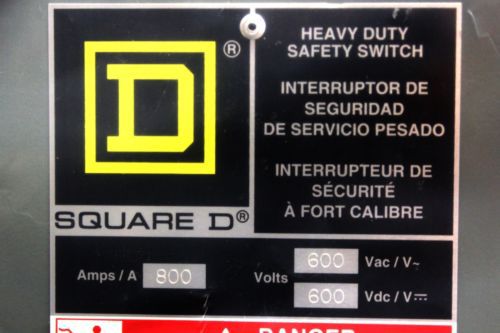 D ®
SQUARE D®
HEAVY DUTY
SAFETY SWITCH
INTERRUPTOR DE
SEGURIDAD
DE SERVICIO PESADO
INTERRUPTEUR DE
SÉCURITÉ
À FORT CALIBRE
Amps / A 800
Volts
600 Vac / V~
600 Vdc / V⎓
DANGER